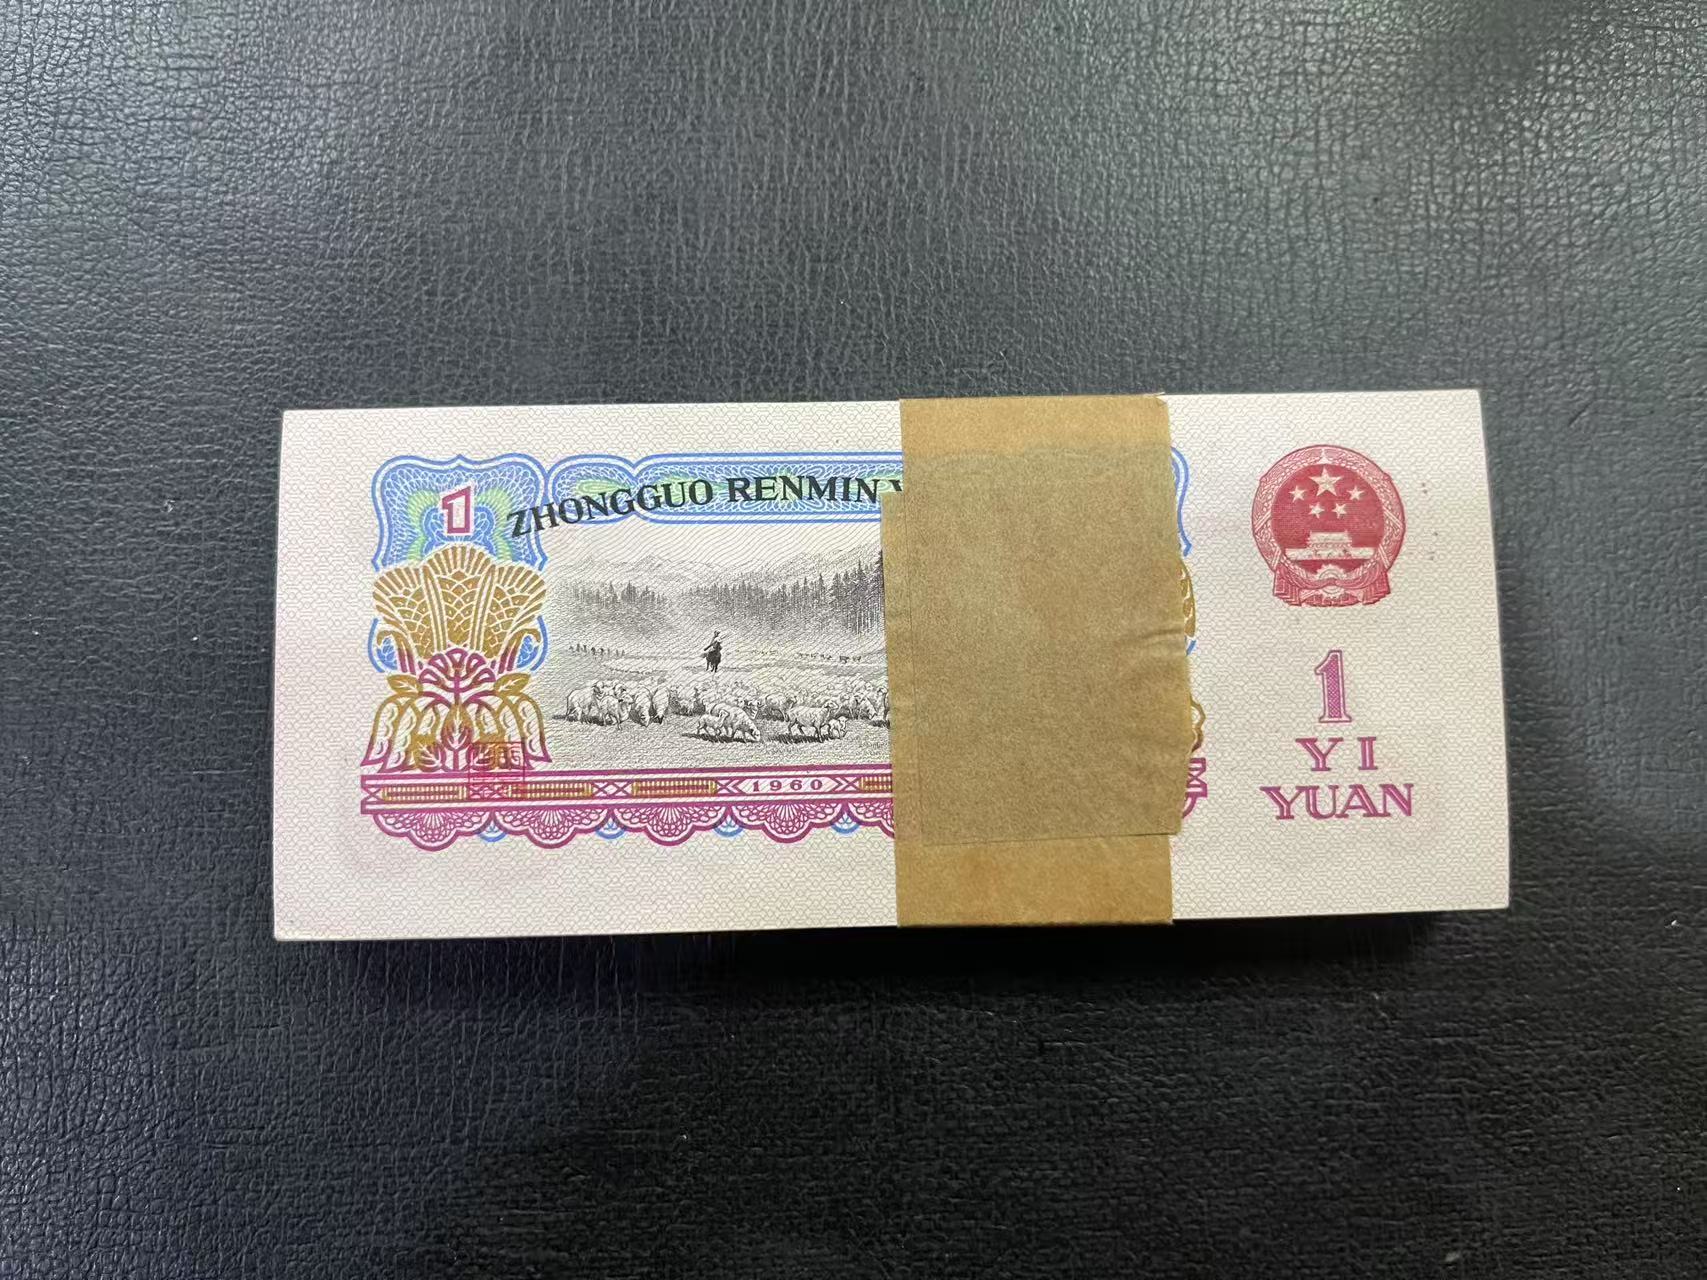 1
ZHONGGUO RENMIN
1960
1
YI
YUAN